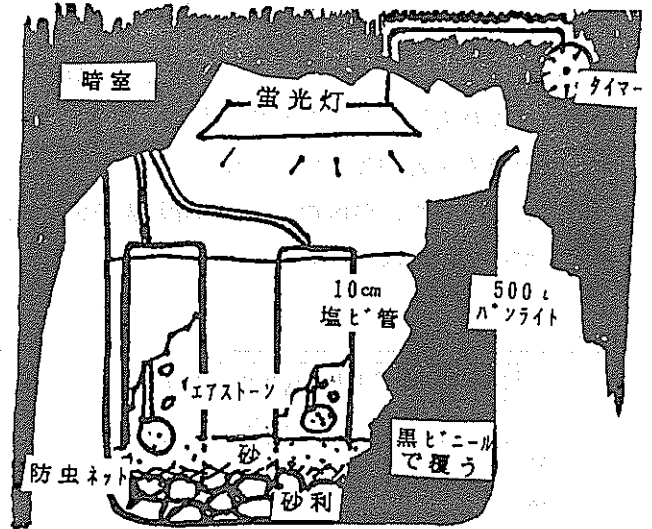 暗室
蛍光灯
タイマー
10cm
塩ビ管
500ℓ
パンライト
エアストーン
砂
黒ビニール
で覆う
防虫ネット
砂利